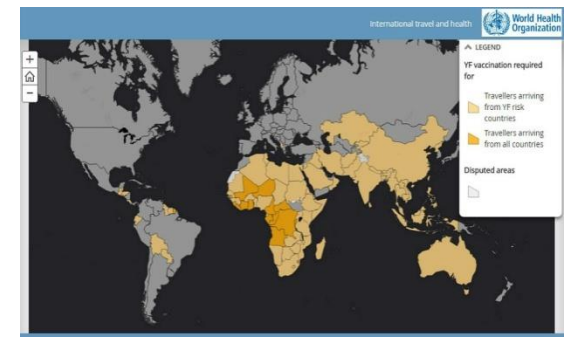 International travel and health
World Health
Organization
+
−
LEGEND
YF vaccination required
for
Travellers arriving
from YF risk
countries
Travellers arriving
from all countries
Disputed areas